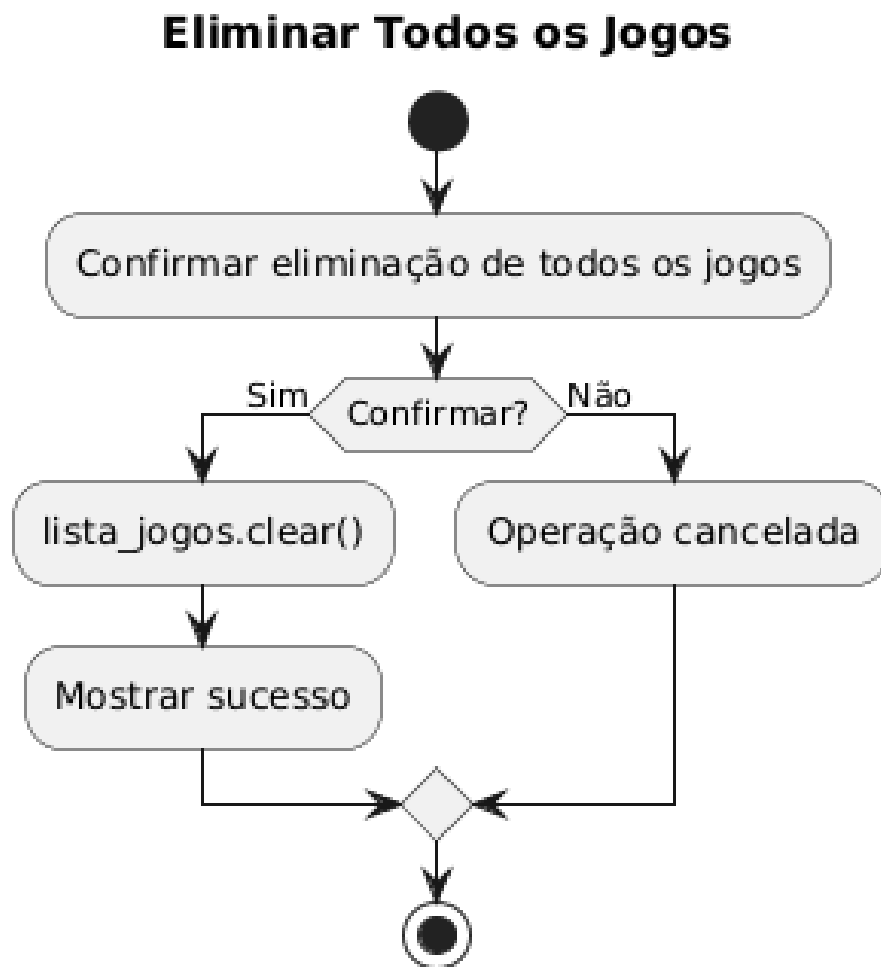 Eliminar Todos os Jogos
Confirmar eliminação de todos os jogos
Sim
Confirmar?
Não
lista_jogos.clear()
Operação cancelada
Mostrar sucesso